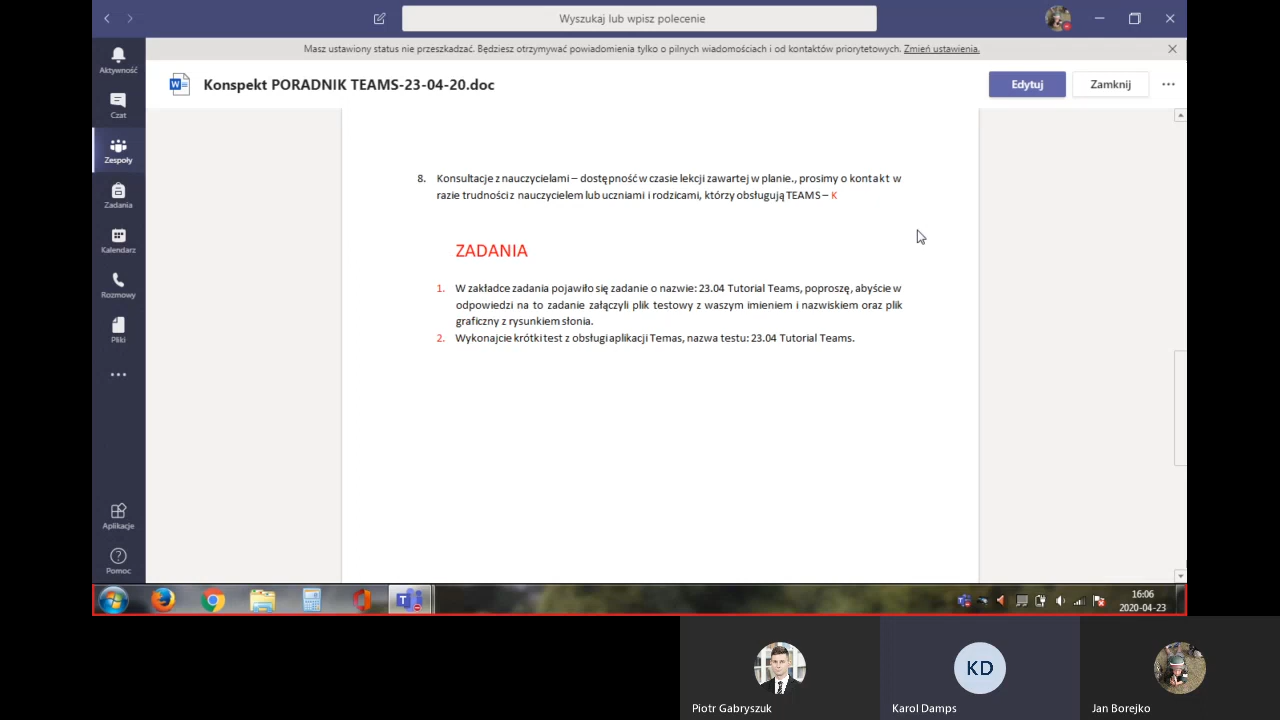 Wyszukaj lub wpisz polecenie
Masz ustawiony status nie przeszkadzać. Będziesz otrzymywać powiadomienia tylko o pilnych wiadomościach i od kontaktów priorytetowych. Zmień ustawienia.
Aktywność
Czat
Zespoły
Zadania
Kalendarz
Rozmowy
Pliki
Aplikacje
Pomoc
Konspekt PORADNIK TEAMS-23-04-20.doc
Edytuj
Zamknij
8. Konsultacje z nauczycielami – dostępność w czasie lekcji zawartej w planie., prosimy o kontakt w
razie trudności z nauczycielem lub uczniami i rodzicami, którzy obsługują TEAMS – K
ZADANIA
1. W zakładce zadania pojawiło się zadanie o nazwie: 23.04 Tutorial Teams, poproszę, abyście w
odpowiedzi na to zadanie załączyli plik testowy z waszym imieniem i nazwiskiem oraz plik
graficzny z rysunkiem słonia.
2. Wykonajcie krótki test z obsługi aplikacji Temas, nazwa testu: 23.04 Tutorial Teams.
16:06
2020-04-23
KD
Piotr Gabryszuk
Karol Damps
Jan Borejko